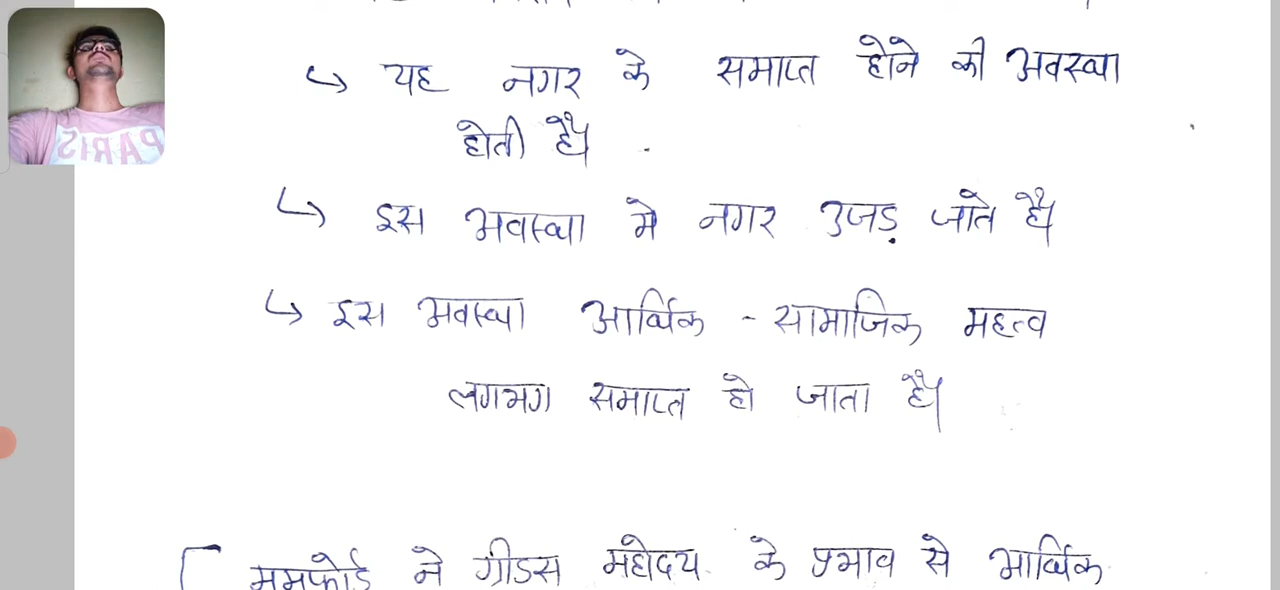 ↳ यह नगर के समाप्त होने की अवस्था
होती है।
↳ इस अवस्था मे नगर उजड़ जाते है।
↳ इस अवस्था आर्थिक - सामाजिक महत्व
लगभग समाप्त हो जाता है।
[ ममफोर्ड ने ग्रीडस महोदय के प्रभाव से आर्थिक
PARIS